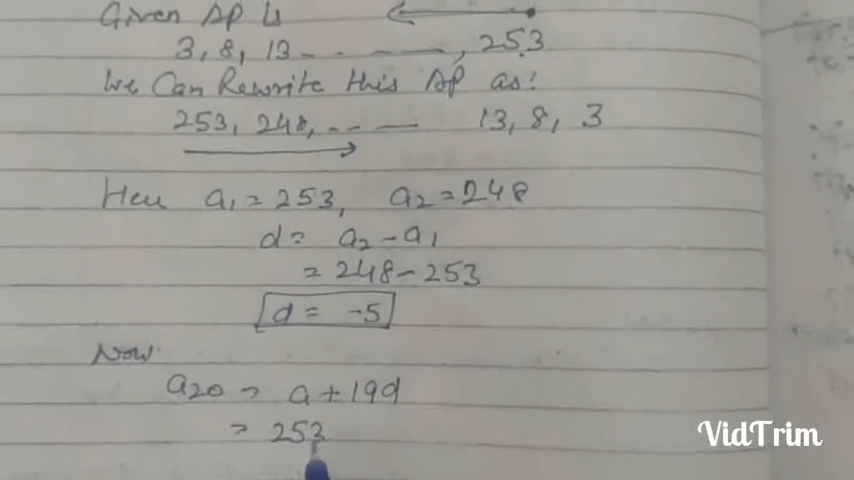 Given AP is
3, 8, 13 - - ——, 253
We Can Rewrite this AP as:
253, 248, - - — 13, 8, 3
Here a₁ = 253, a₂ = 248
d = a₂ - a₁
= 248 - 253
d = -5
Now
a₂₀ = a + 19d
= 253
VidTrim